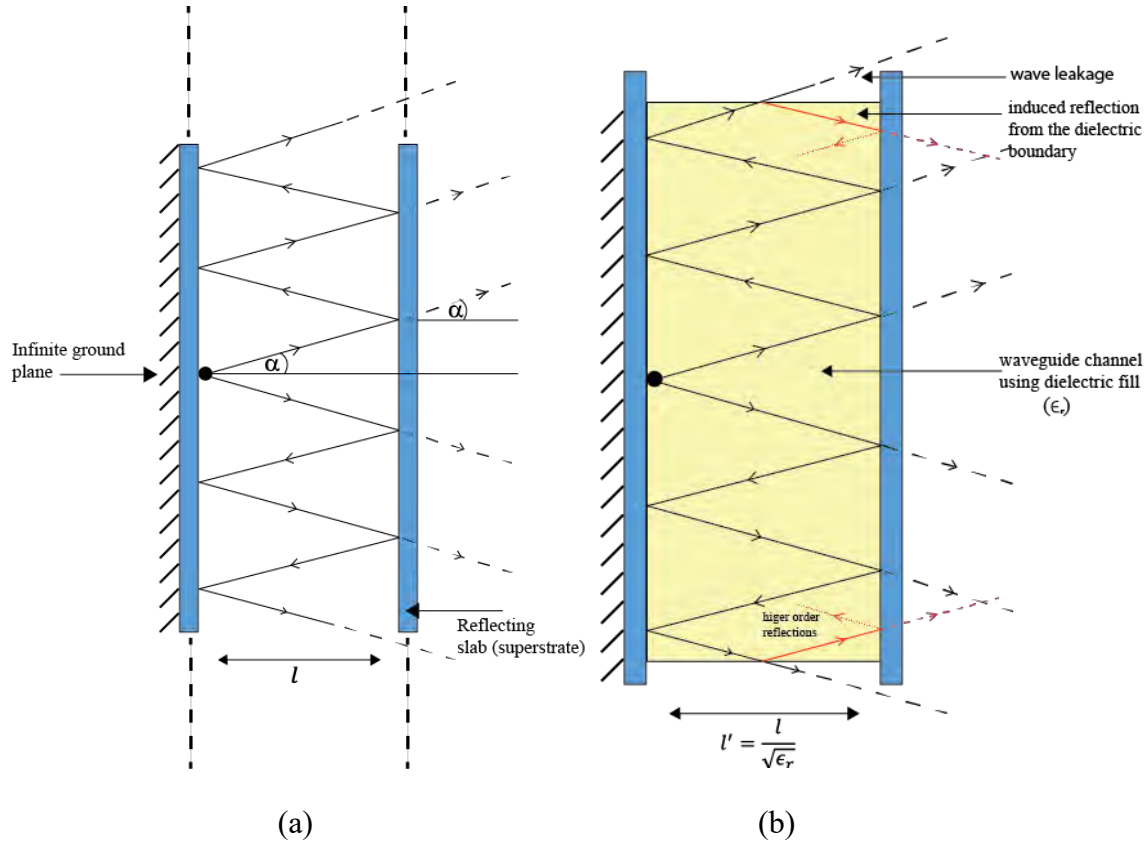 α)
α)
Infinite ground
plane
Reflecting
slab (superstrate)
l
(a)
wave leakage
induced reflection
from the dielectric
boundary
waveguide channel
using dielectric fill
(ϵᵣ)
higer order
reflections
l' = l / √ϵᵣ
(b)